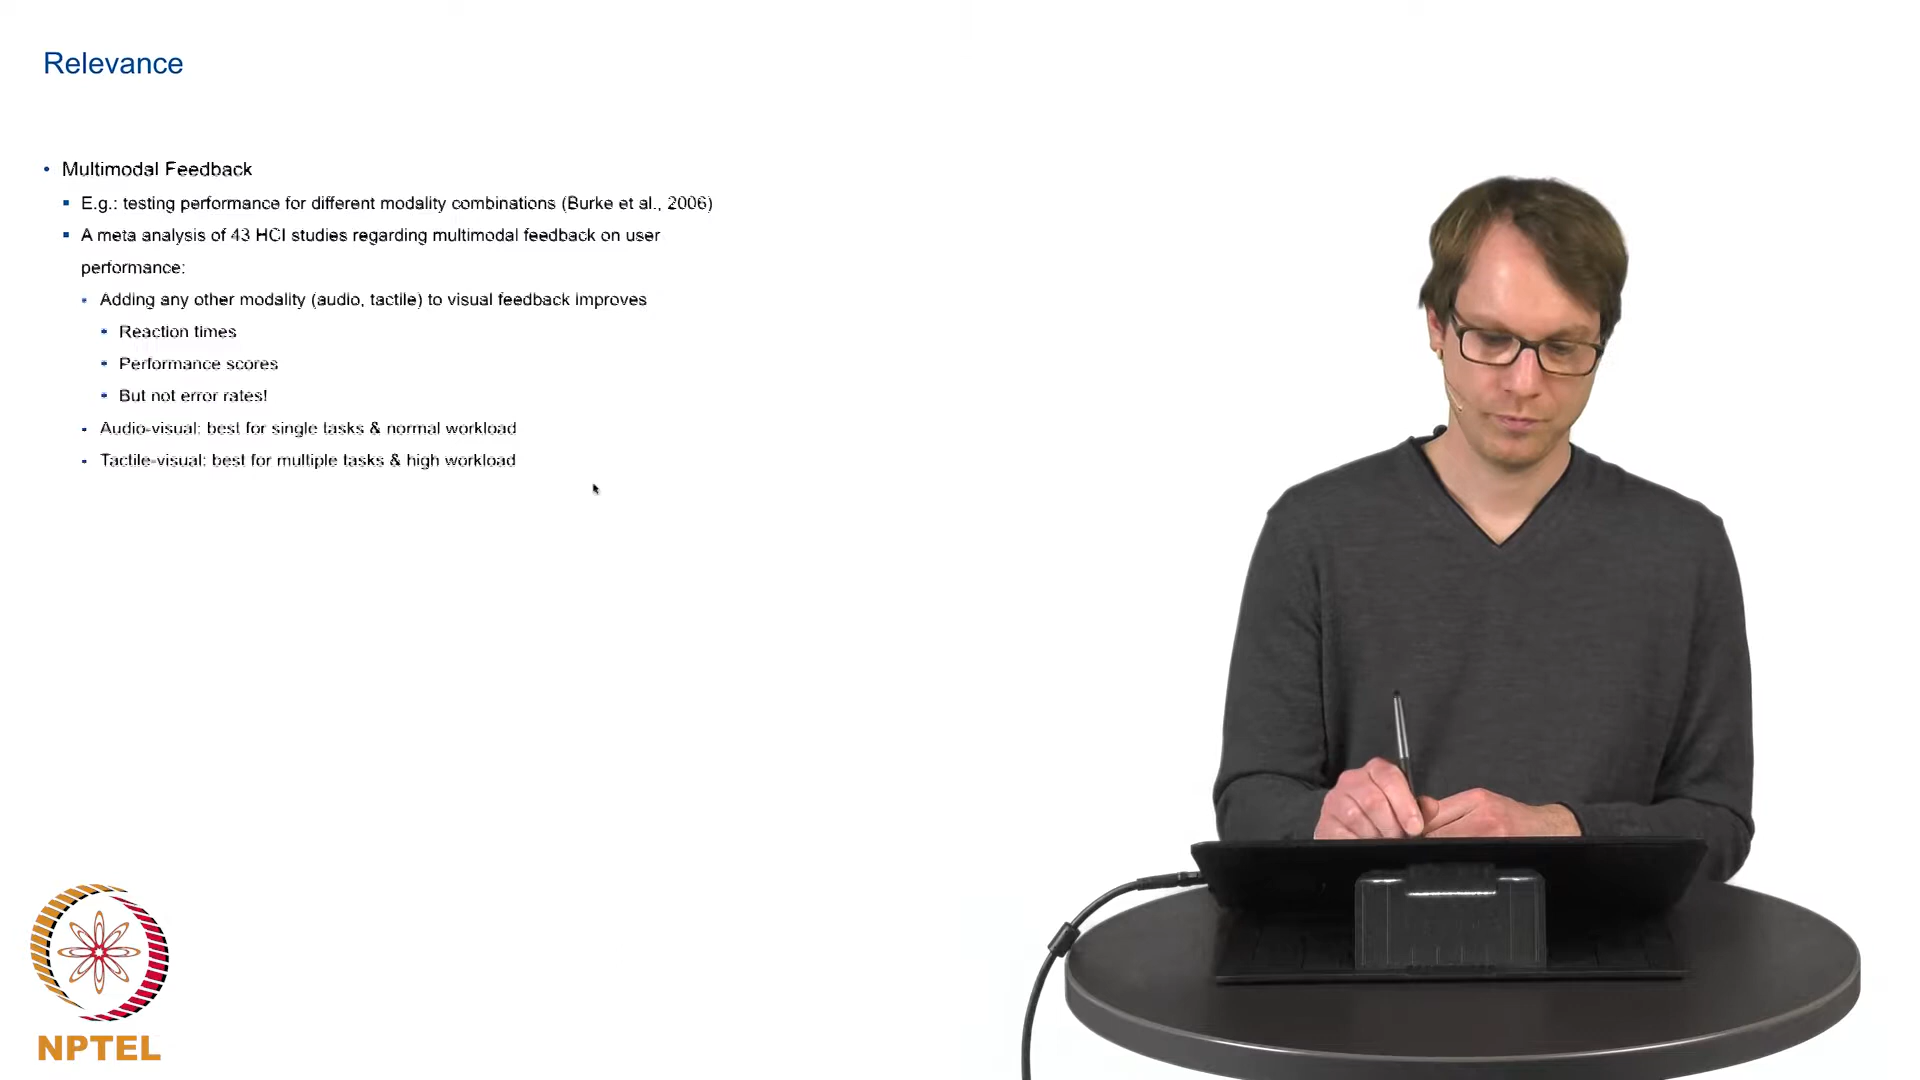 Relevance
• Multimodal Feedback
▪ E.g.: testing performance for different modality combinations (Burke et al., 2006)
▪ A meta analysis of 43 HCI studies regarding multimodal feedback on user
performance:
• Adding any other modality (audio, tactile) to visual feedback improves
• Reaction times
• Performance scores
• But not error rates!
• Audio-visual: best for single tasks & normal workload
• Tactile-visual: best for multiple tasks & high workload
NPTEL